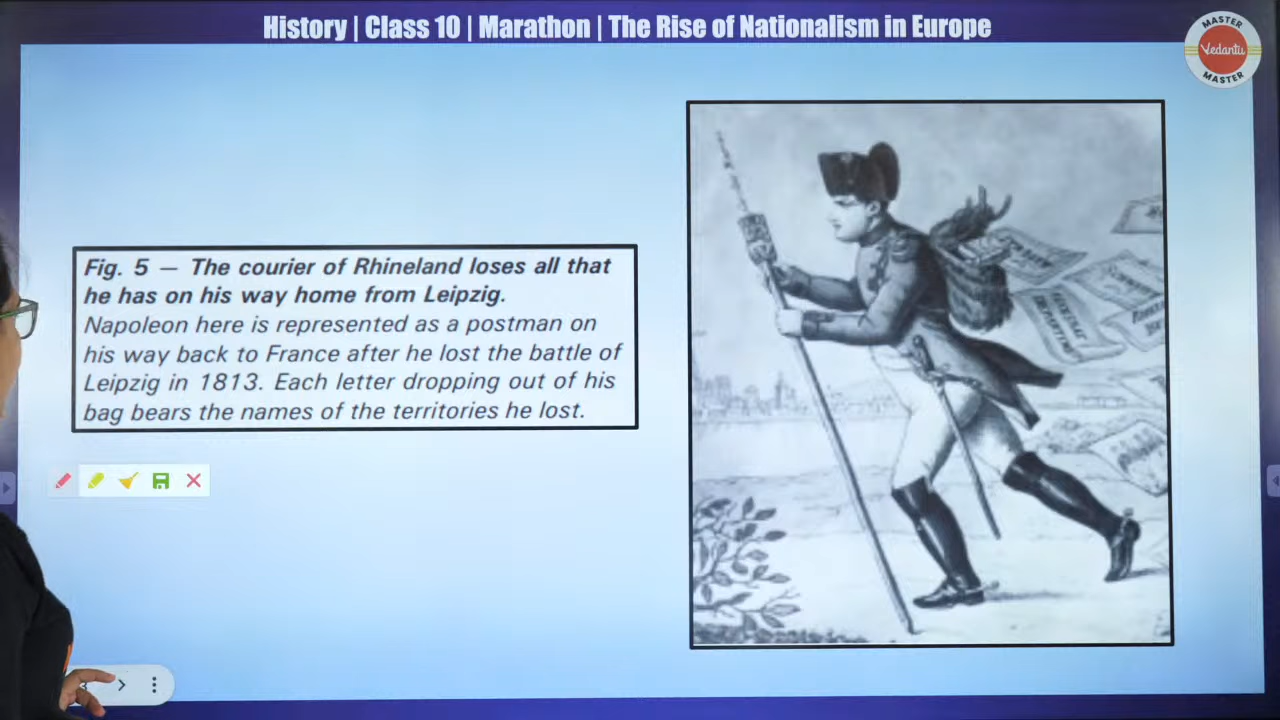 History | Class 10 | Marathon | The Rise of Nationalism in Europe
MASTER
Vedantu
MASTER
Fig. 5 — The courier of Rhineland loses all that
he has on his way home from Leipzig.
Napoleon here is represented as a postman on
his way back to France after he lost the battle of
Leipzig in 1813. Each letter dropping out of his
bag bears the names of the territories he lost.